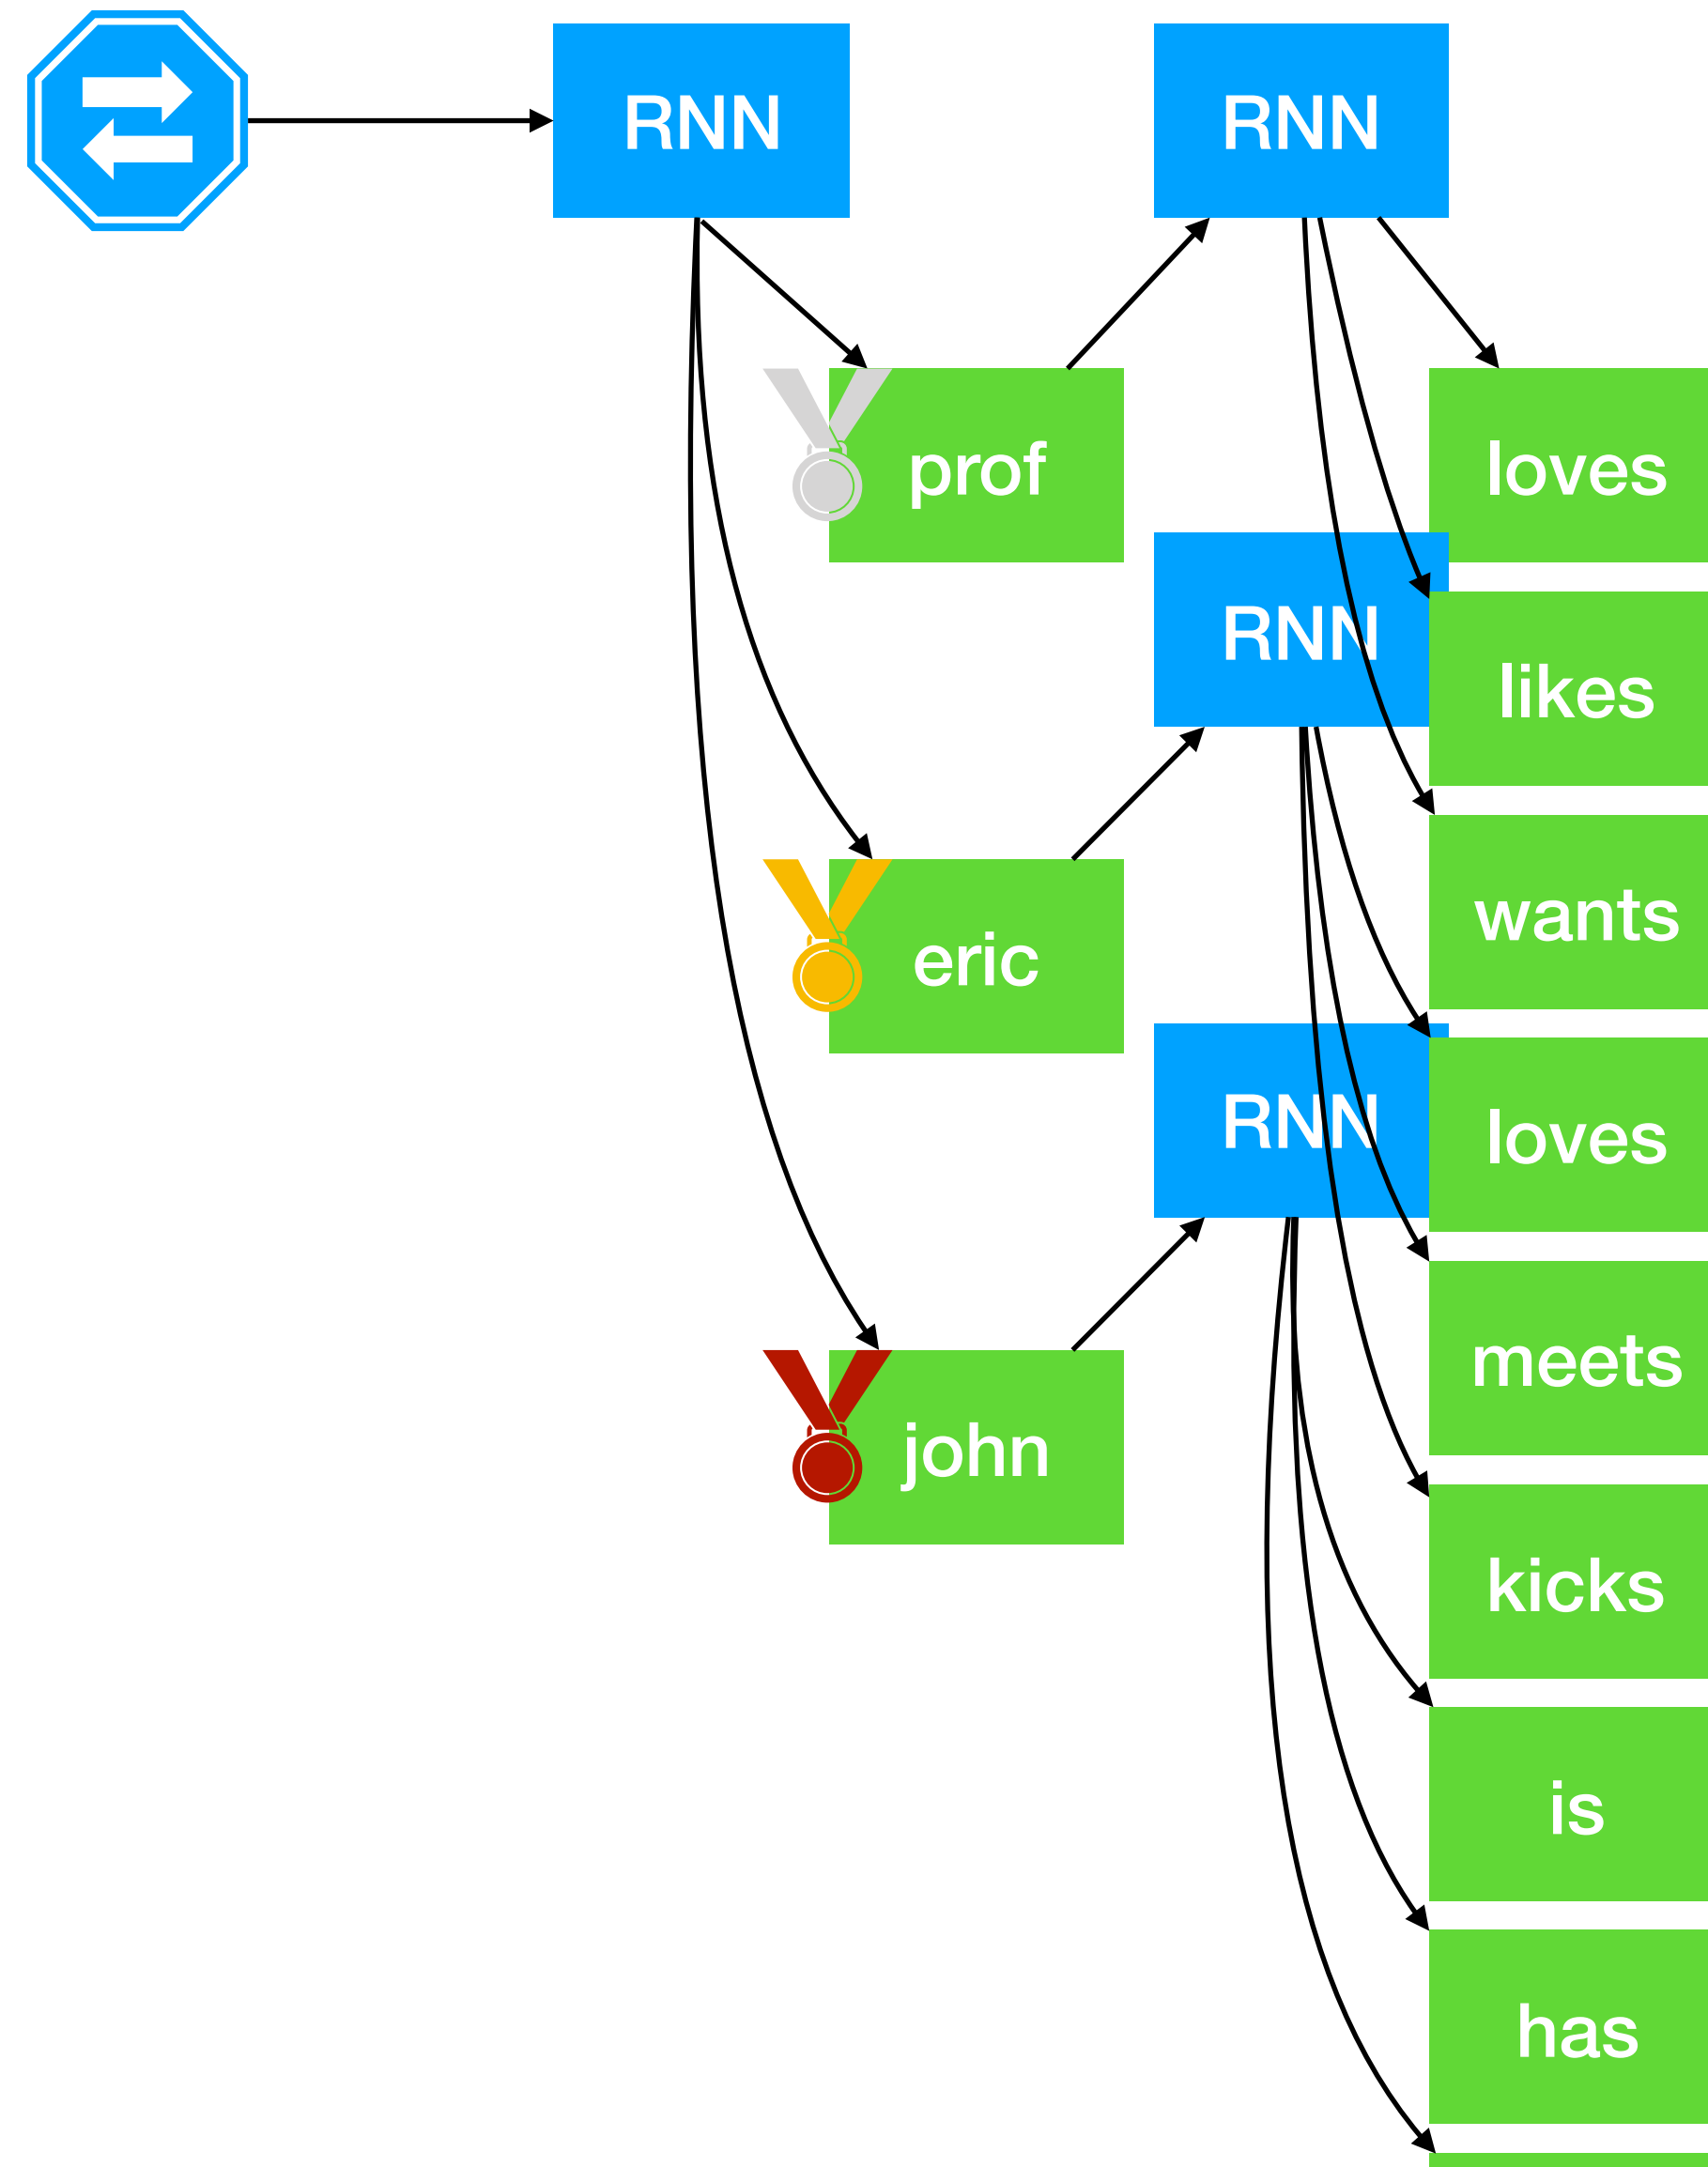 RNN
RNN
prof
loves
RNN
likes
wants
eric
RNN
loves
meets
john
kicks
is
has